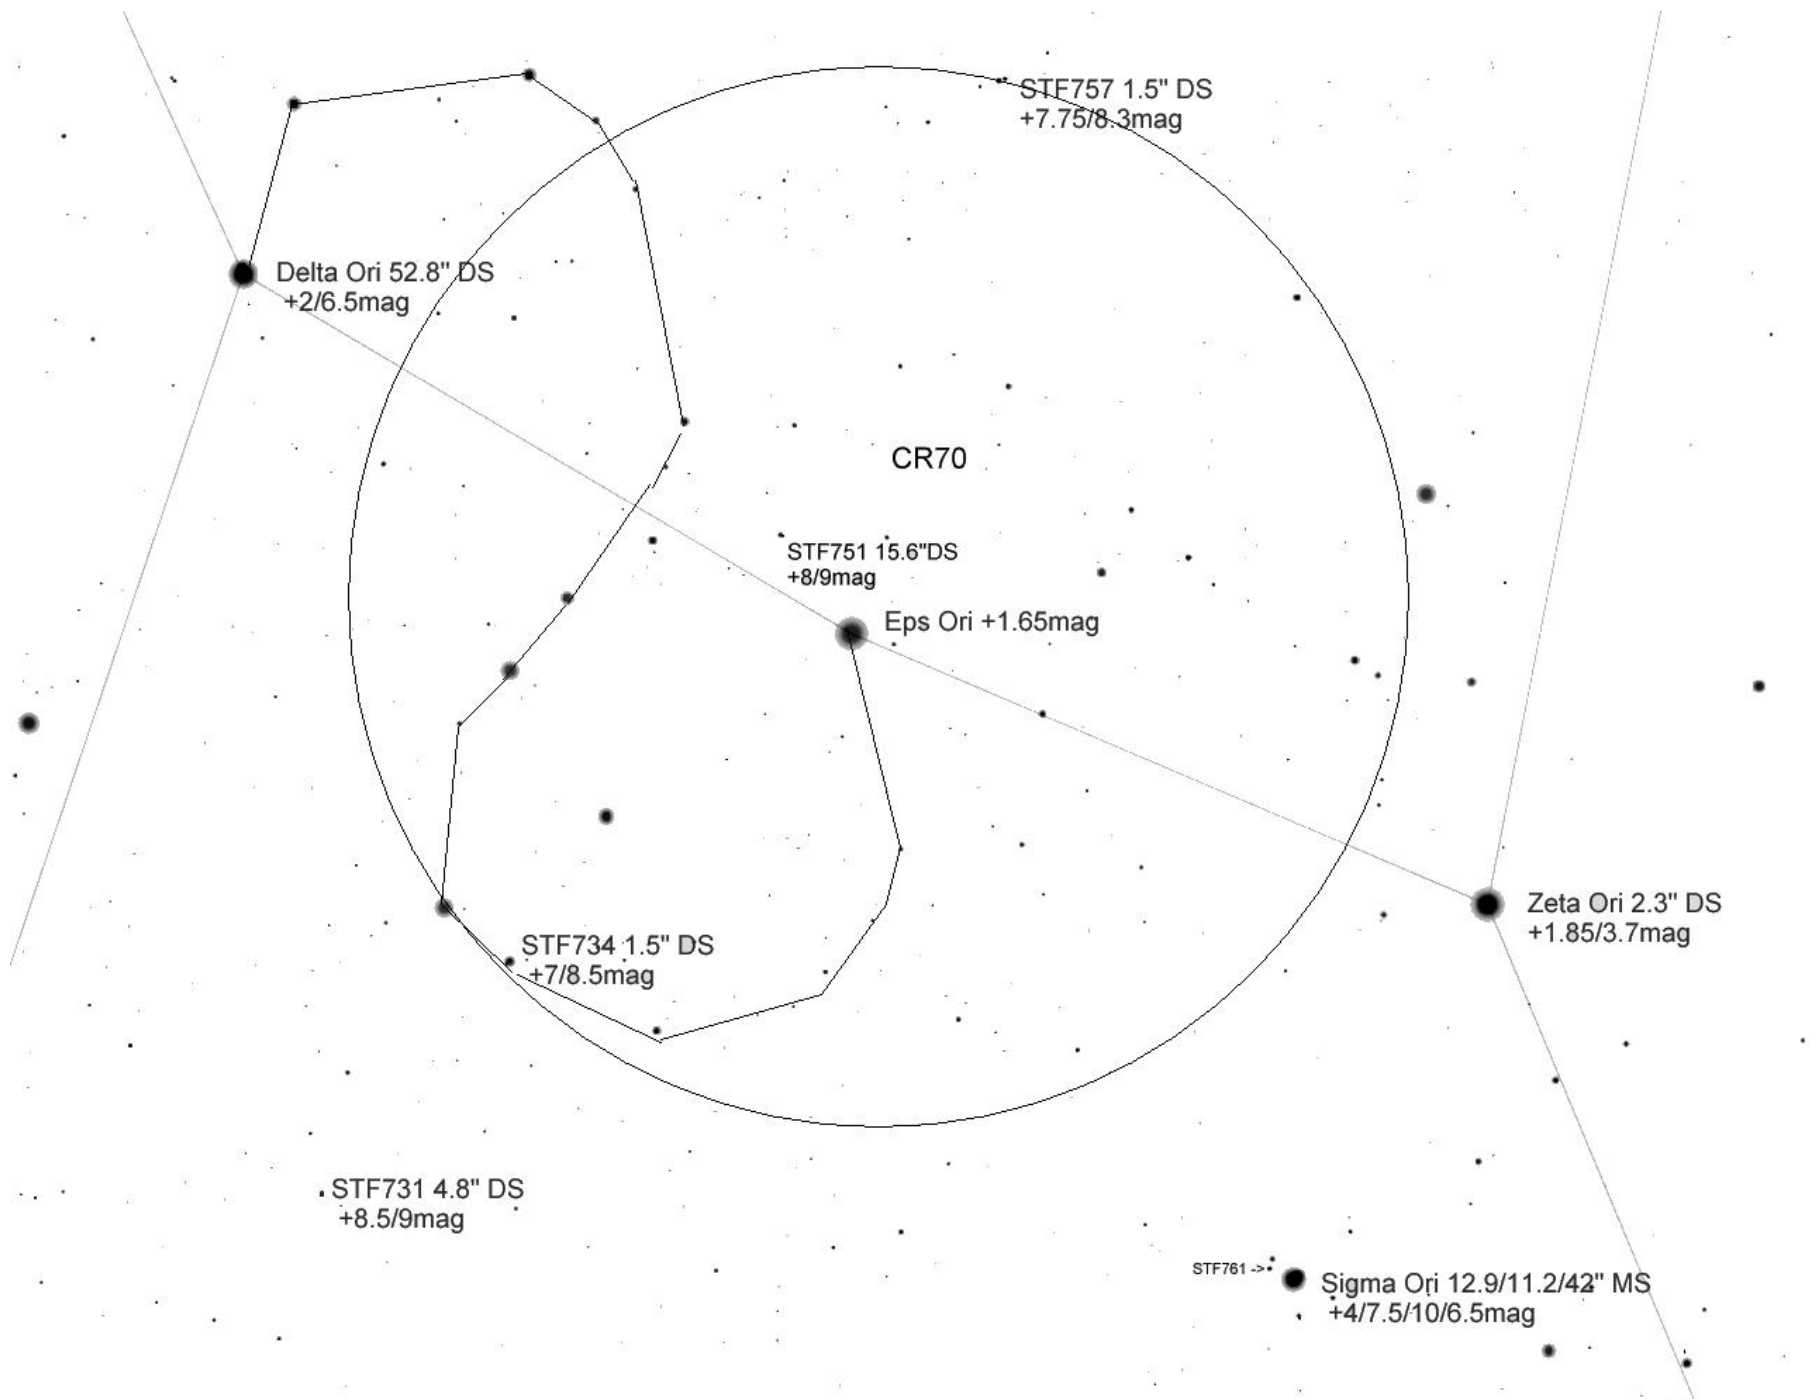 STF757 1.5" DS
+7.75/8.3mag
Delta Ori 52.8" DS
+2/6.5mag
CR70
STF751 15.6"DS
+8/9mag
Eps Ori +1.65mag
Zeta Ori 2.3" DS
+1.85/3.7mag
STF734 1.5" DS
+7/8.5mag
STF731 4.8" DS
+8.5/9mag
STF761 ->
Sigma Ori 12.9/11.2/42" MS
+4/7.5/10/6.5mag